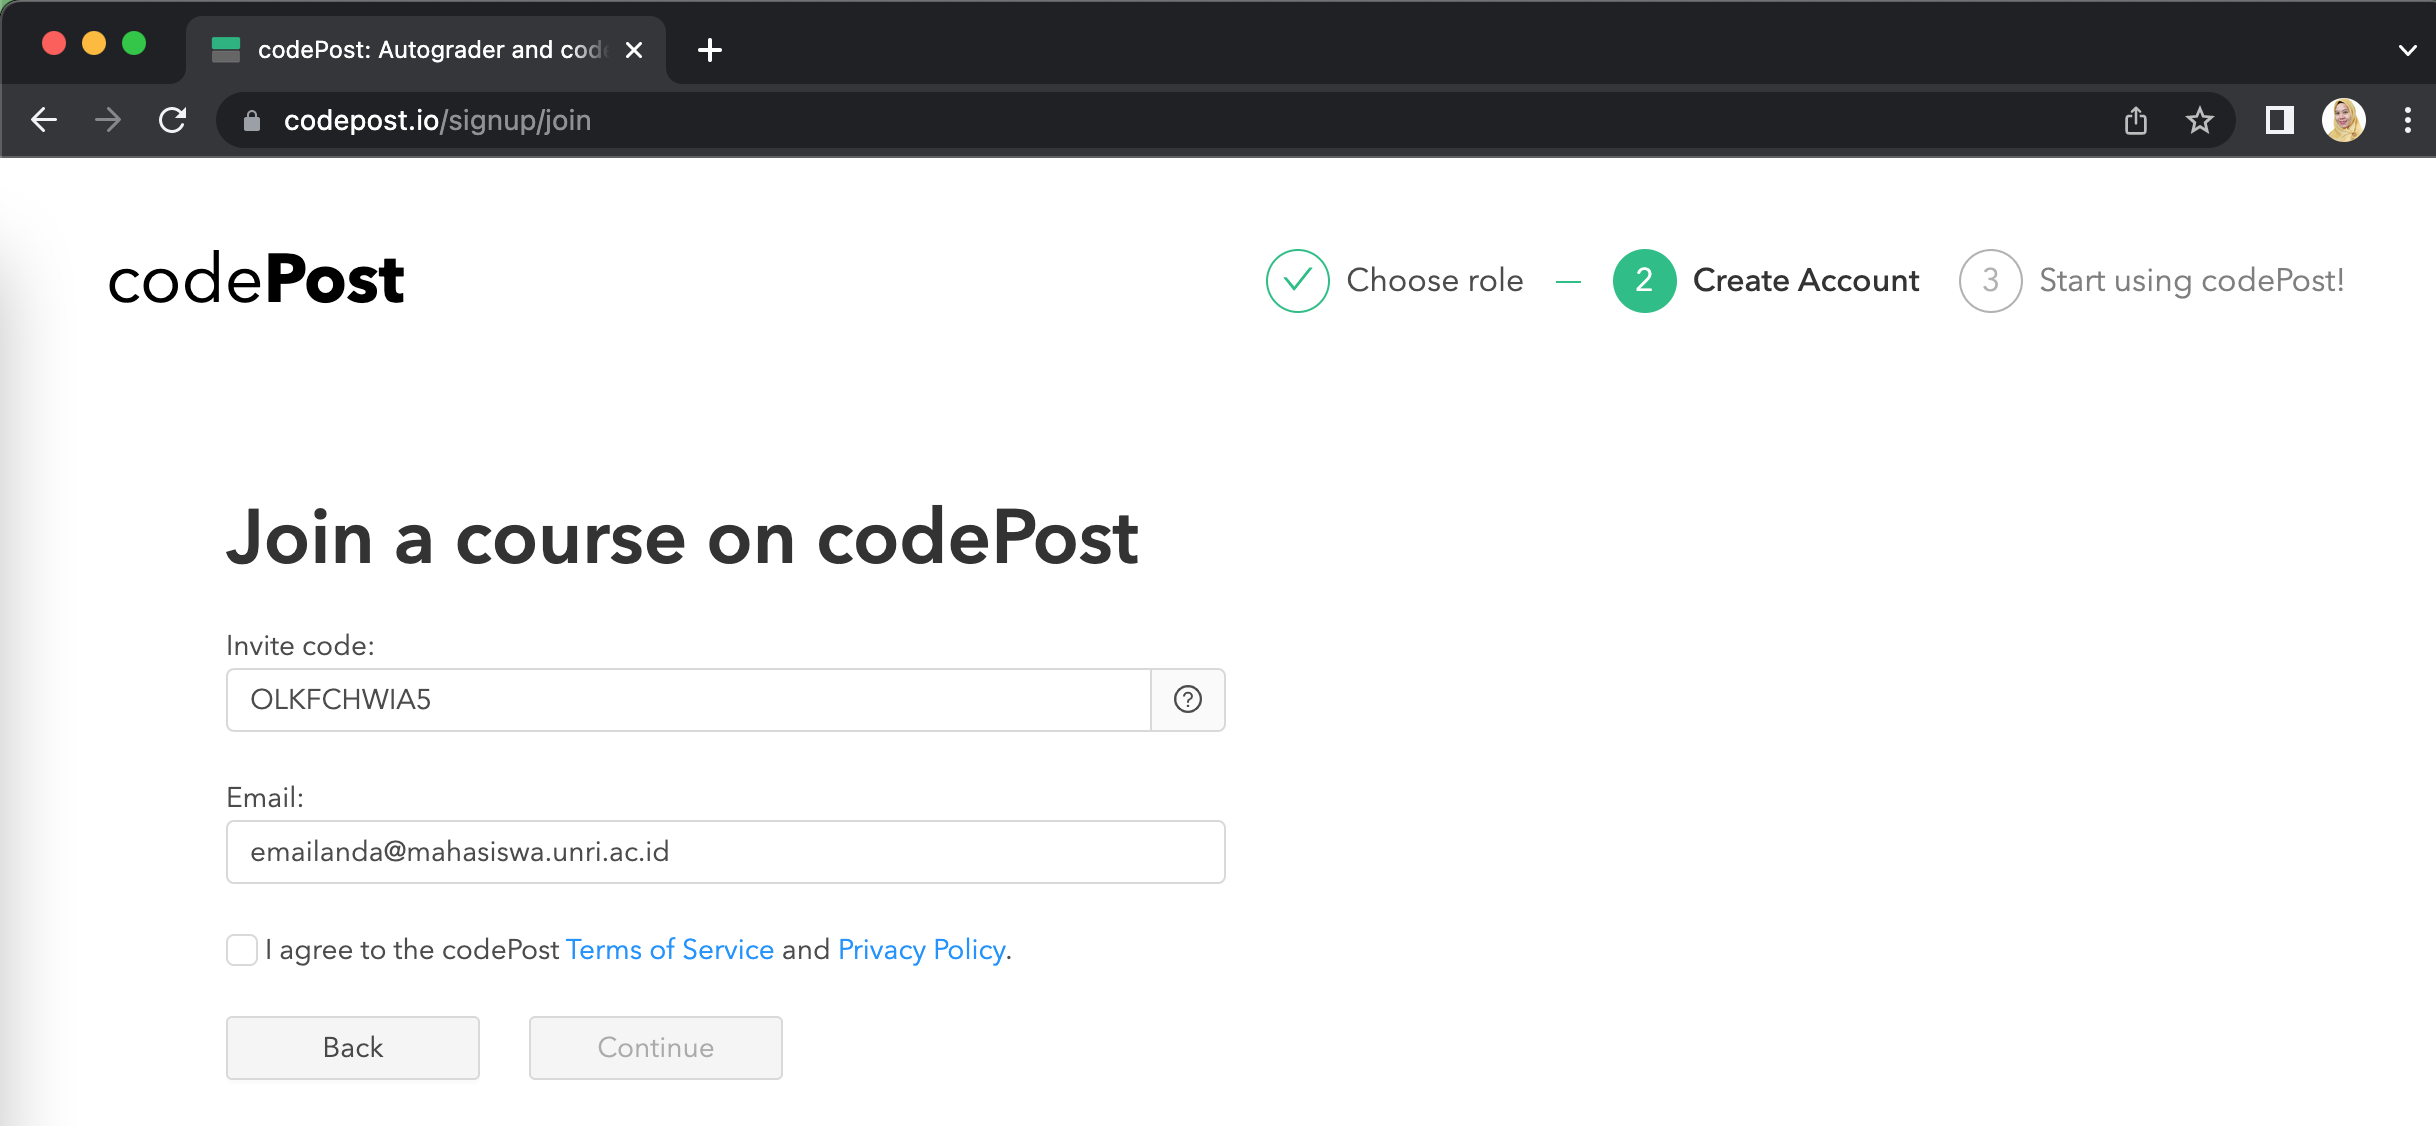 codePost: Autograder and cod
codepost.io/signup/join
codePost
Choose role
2 Create Account
3 Start using codePost!
Join a course on codePost
Invite code:
OLKFCHWIA5
Email:
emailanda@mahasiswa.unri.ac.id
I agree to the codePost Terms of Service and Privacy Policy.
Back Continue